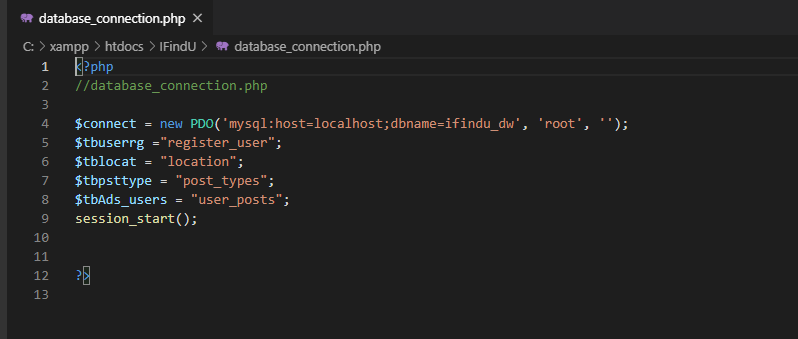 database_connection.php ×
C: > xampp > htdocs > IFindU > database_connection.php
1 <?php
2 //database_connection.php
3
4 $connect = new PDO('mysql:host=localhost;dbname=ifindu_dw', 'root', '');
5 $tbuserrg ="register_user";
6 $tblocat = "location";
7 $tbpsttype = "post_types";
8 $tbAds_users = "user_posts";
9 session_start();
10
11
12 ?>
13